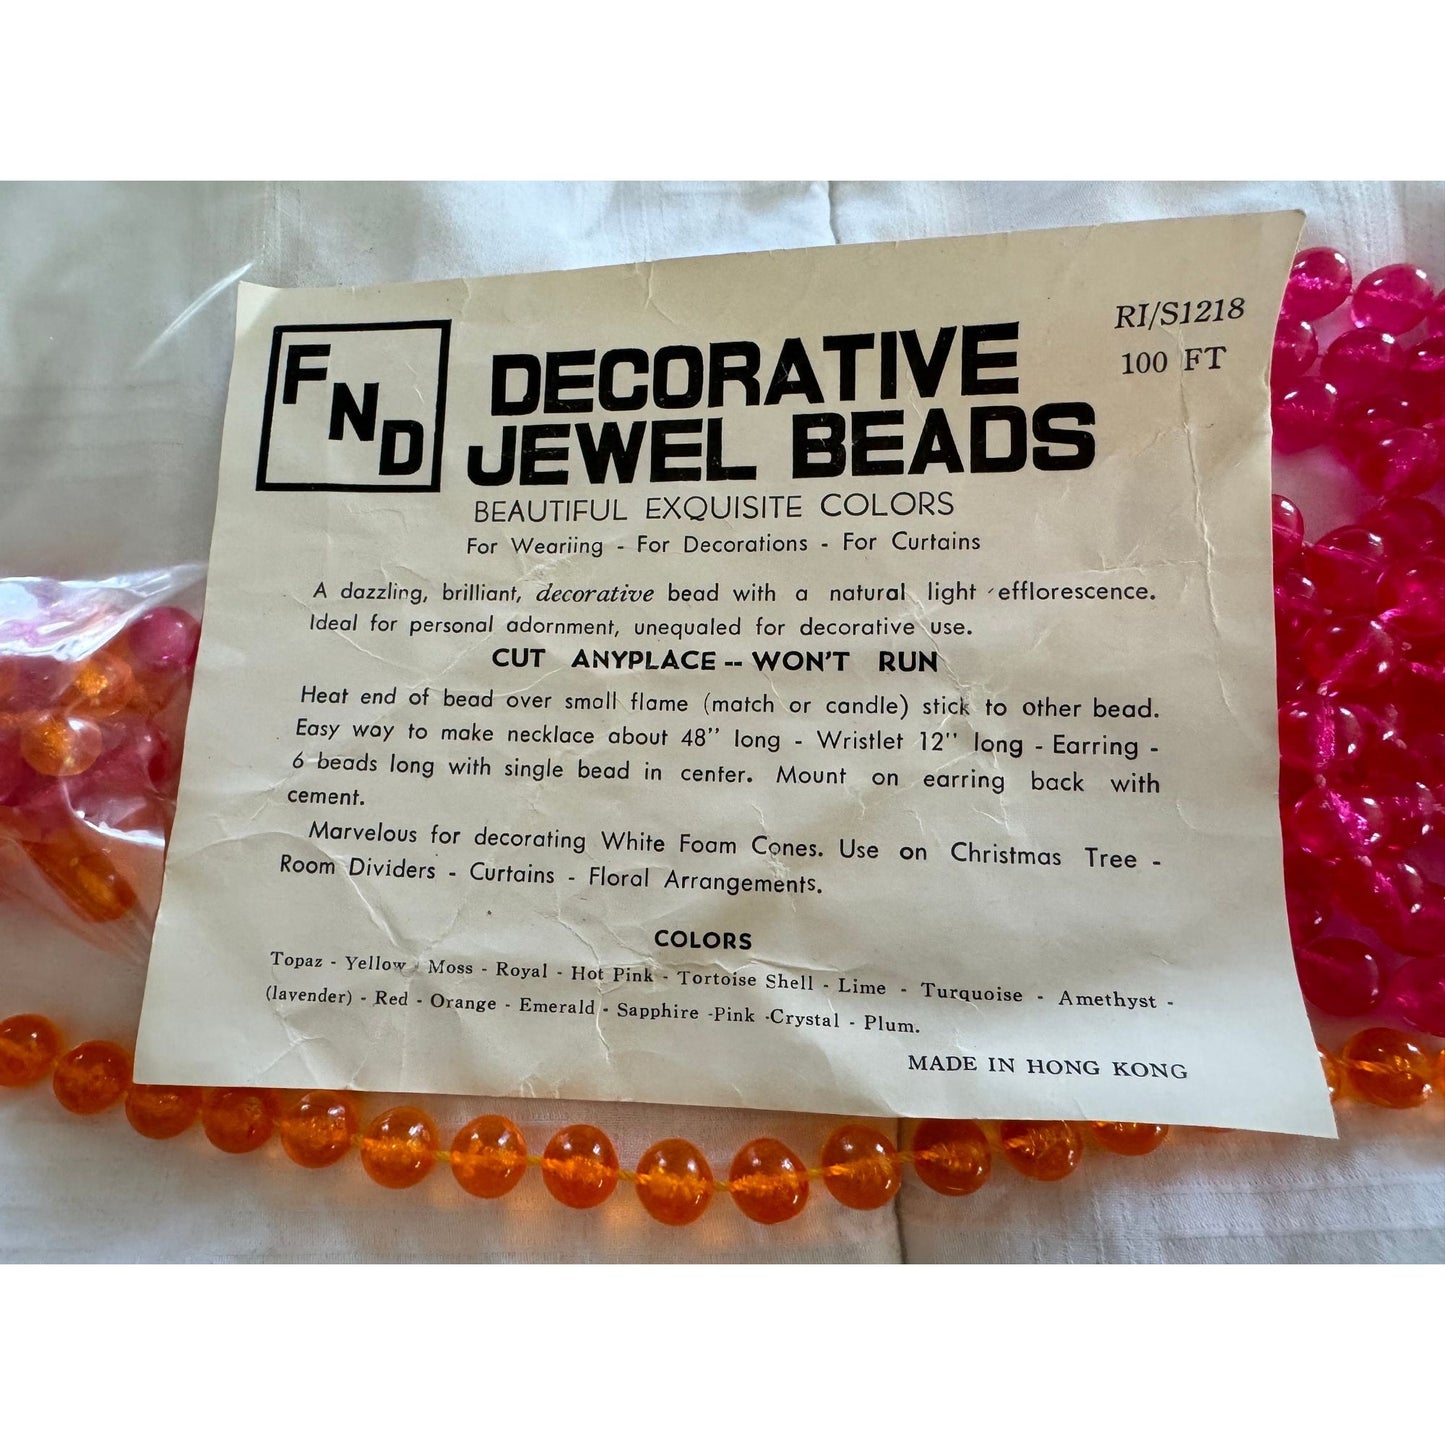 FND
DECORATIVE
JEWEL BEADS
RI/S1218
100 FT
BEAUTIFUL EXQUISITE COLORS
For Weariing - For Decorations - For Curtains
A dazzling, brilliant, decorative bead with a natural light efflorescence.
Ideal for personal adornment, unequaled for decorative use.
CUT ANYPLACE -- WON'T RUN
Heat end of bead over small flame (match or candle) stick to other bead.
Easy way to make necklace about 48" long - Wristlet 12" long - Earring -
6 beads long with single bead in cenfer. Mount on earring back with
cement.
Marvelous for decorating White Foam Cones. Use on Christmas Tree -
Room Dividers - Curtains - Floral Arrangements.
COLORS
Topaz - Yellow - Moss - Royal - Hot Pink - Tortoise Shell - Lime - Turquoise - Amethyst -
(lavender) - Red - Orange - Emerald - Sapphire -Pink -Crystal - Plum.
MADE IN HONG KONG